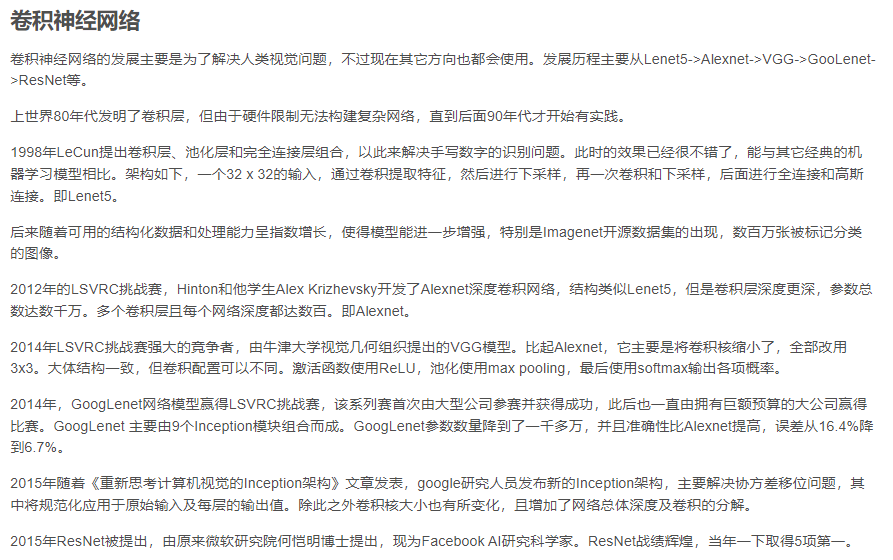 卷积神经网络
卷积神经网络的发展主要是为了解决人类视觉问题，不过现在其它方向也都会使用。发展历程主要从Lenet5->Alexnet->VGG->GooLenet-
>ResNet等。
上世界80年代发明了卷积层，但由于硬件限制无法构建复杂网络，直到后面90年代才开始有实践。
1998年LeCun提出卷积层、池化层和完全连接层组合，以此来解决手写数字的识别问题。此时的效果已经很不错了，能与其它经典的机
器学习模型相比。架构如下，一个32 x 32的输入，通过卷积提取特征，然后进行下采样，再一次卷积和下采样，后面进行全连接和高斯
连接。即Lenet5。
后来随着可用的结构化数据和处理能力呈指数增长，使得模型能进一步增强，特别是Imagenet开源数据集的出现，数百万张被标记分类
的图像。
2012年的LSVRC挑战赛，Hinton和他学生Alex Krizhevsky开发了Alexnet深度卷积网络，结构类似Lenet5，但是卷积层深度更深，参数总
数达数千万。多个卷积层且每个网络深度都达数百。即Alexnet。
2014年LSVRC挑战赛强大的竞争者，由牛津大学视觉几何组织提出的VGG模型。比起Alexnet，它主要是将卷积核缩小了，全部改用
3x3。大体结构一致，但卷积配置可以不同。激活函数使用ReLU，池化使用max pooling，最后使用softmax输出各项概率。
2014年，GoogLenet网络模型赢得LSVRC挑战赛，该系列赛首次由大型公司参赛并获得成功，此后也一直由拥有巨额预算的大公司赢得
比赛。GoogLenet 主要由9个Inception模块组合而成。GoogLenet参数数量降到了一千多万，并且准确性比Alexnet提高，误差从16.4%降
到6.7%。
2015年随着《重新思考计算机视觉的Inception架构》文章发表，google研究人员发布新的Inception架构，主要解决协方差移位问题，其
中将规范化应用于原始输入及每层的输出值。除此之外卷积核大小也有所变化，且增加了网络总体深度及卷积的分解。
2015年ResNet被提出，由原来微软研究院何恺明博士提出，现为Facebook AI研究科学家。ResNet战绩辉煌，当年一下取得5项第一。